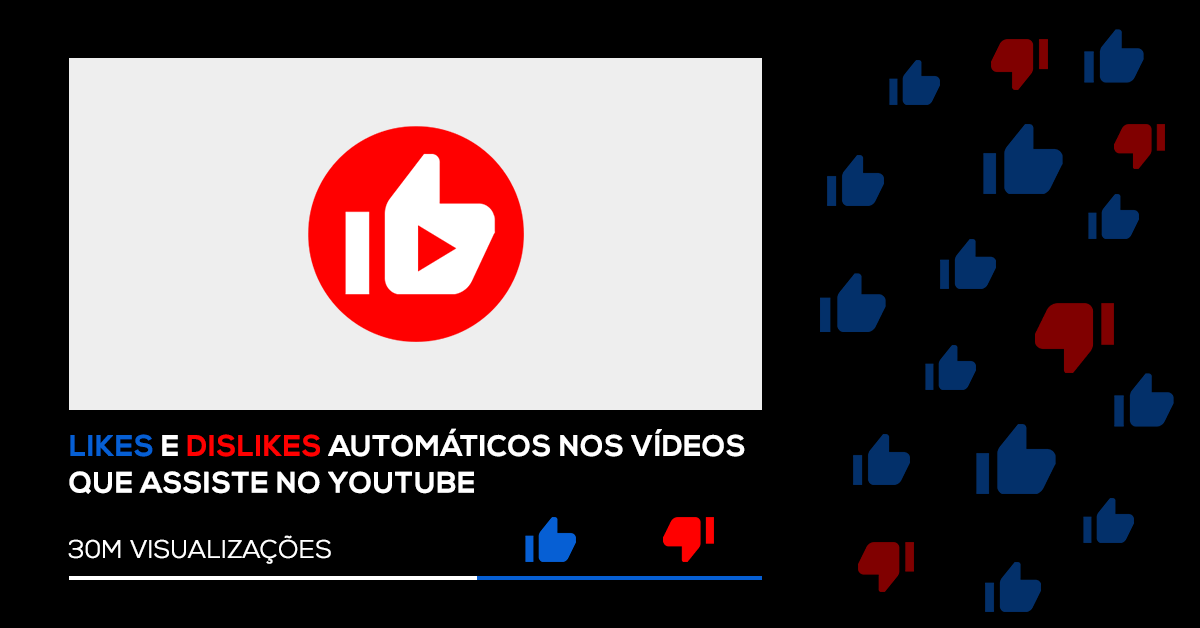 LIKES E DISLIKES AUTOMÁTICOS NOS VÍDEOS
QUE ASSISTE NO YOUTUBE
30M VISUALIZAÇÕES